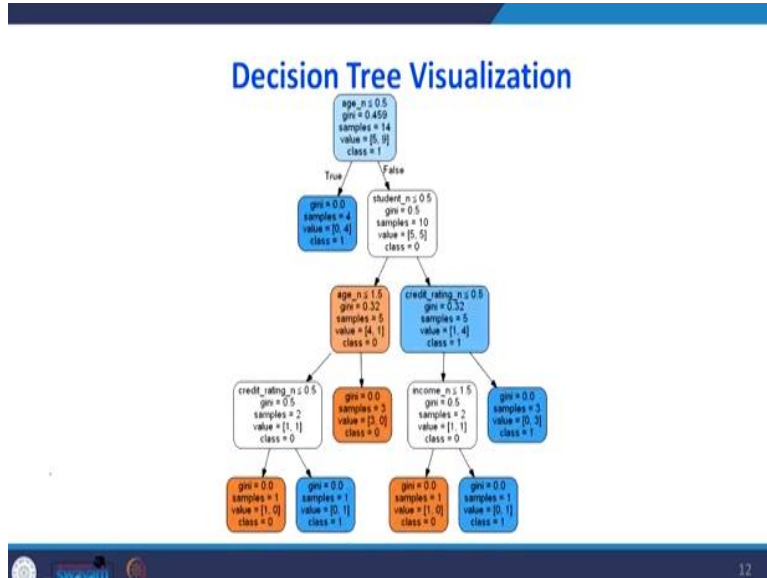 Decision Tree Visualization
age_n ≤ 0.5
gini = 0.459
samples = 14
value = [5, 9]
class = 1
True
False
gini = 0.0
samples = 4
value = [0, 4]
class = 1
student_n ≤ 0.5
gini = 0.5
samples = 10
value = [5, 5]
class = 0
age_n ≤ 1.5
gini = 0.32
samples = 5
value = [4, 1]
class = 0
credit_rating_n ≤ 0.5
gini = 0.32
samples = 5
value = [1, 4]
class = 1
credit_rating_n ≤ 0.5
gini = 0.5
samples = 2
value = [1, 1]
class = 0
gini = 0.0
samples = 3
value = [3, 0]
class = 0
income_n ≤ 1.5
gini = 0.5
samples = 2
value = [1, 1]
class = 0
gini = 0.0
samples = 3
value = [0, 3]
class = 1
gini = 0.0
samples = 1
value = [1, 0]
class = 0
gini = 0.0
samples = 1
value = [0, 1]
class = 1
gini = 0.0
samples = 1
value = [1, 0]
class = 0
gini = 0.0
samples = 1
value = [0, 1]
class = 1
swayam
12